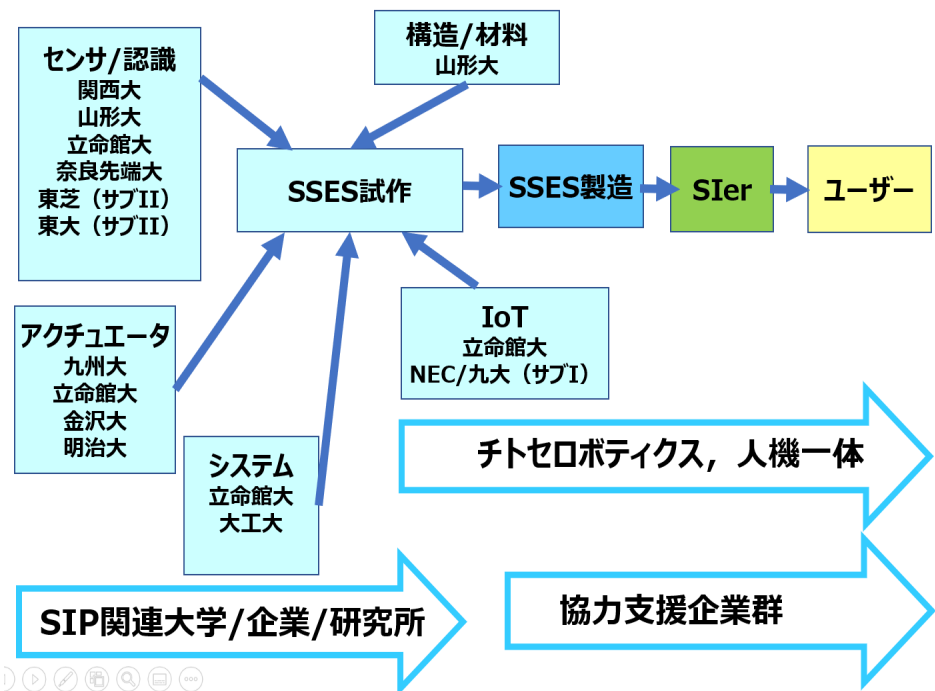 センサ/認識
関西大
山形大
立命館大
奈良先端大
東芝（サブII）
東大（サブII）
構造/材料
山形大
SSES試作
SSES製造
SIer
ユーザー
アクチュエータ
九州大
立命館大
金沢大
明治大
IoT
立命館大
NEC/九大（サブI）
システム
立命館大
大工大
チトセロボティクス，人機一体
SIP関連大学/企業/研究所
協力支援企業群